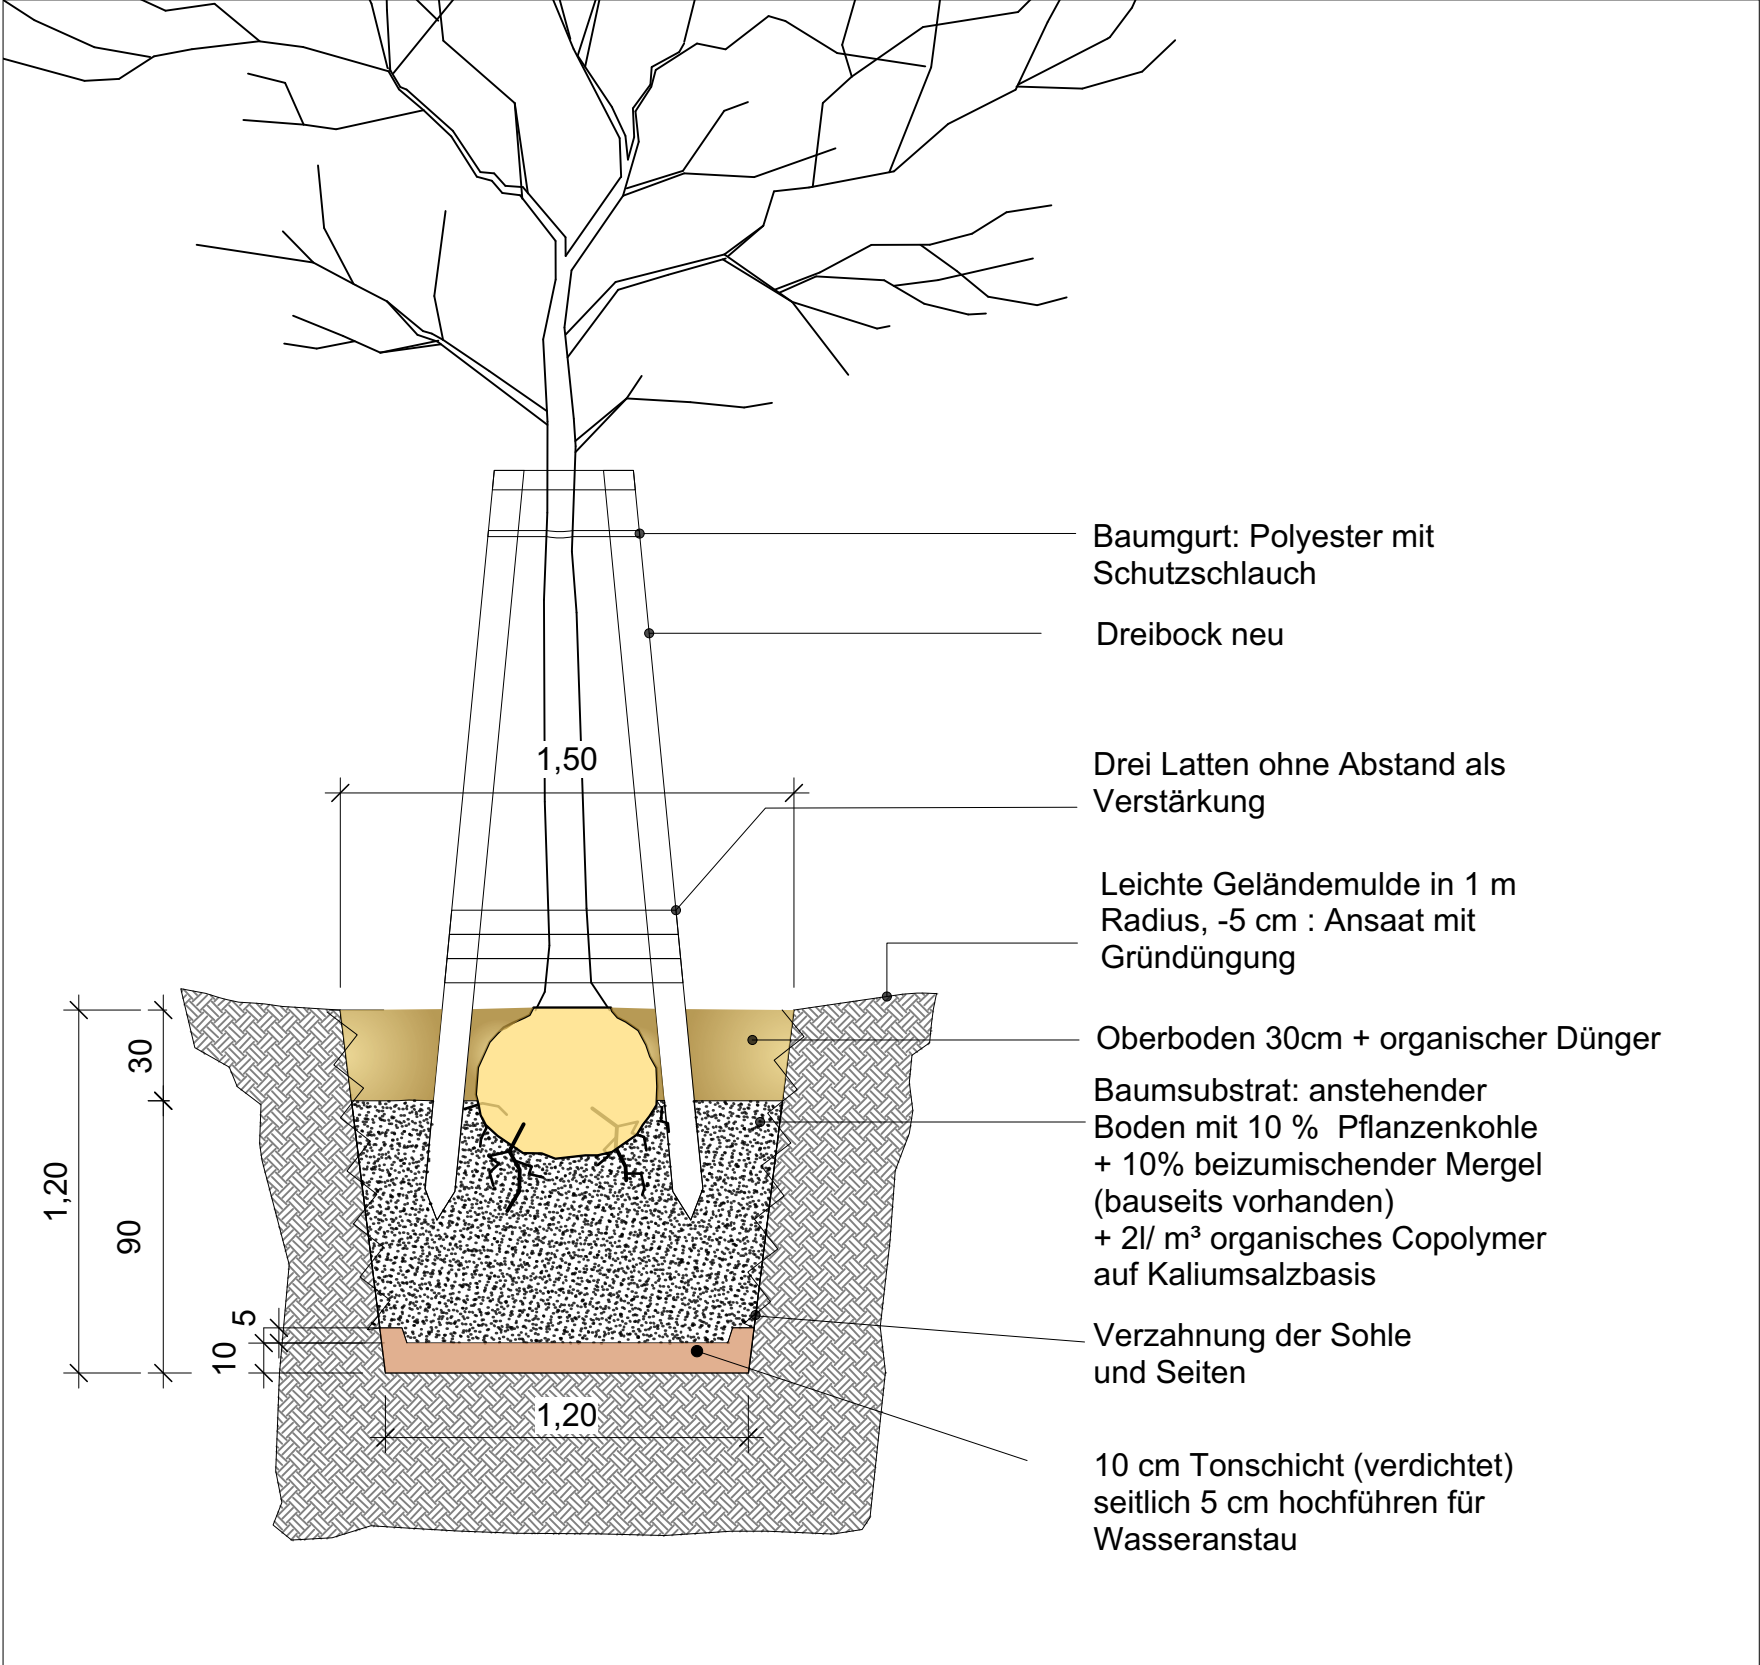 Baumgurt: Polyester mit
Schutzschlauch
Dreibock neu
1,50
Drei Latten ohne Abstand als
Verstärkung
Leichte Geländemulde in 1 m
Radius, -5 cm : Ansaat mit
Gründüngung
30
Oberboden 30cm + organischer Dünger
1,20
90
Baumsubstrat: anstehender
Boden mit 10 % Pflanzenkohle
+ 10% beizumischender Mergel
(bauseits vorhanden)
+ 2l/ m³ organisches Copolymer
auf Kaliumsalzbasis
5
10
Verzahnung der Sohle
und Seiten
1,20
10 cm Tonschicht (verdichtet)
seitlich 5 cm hochführen für
Wasseranstau